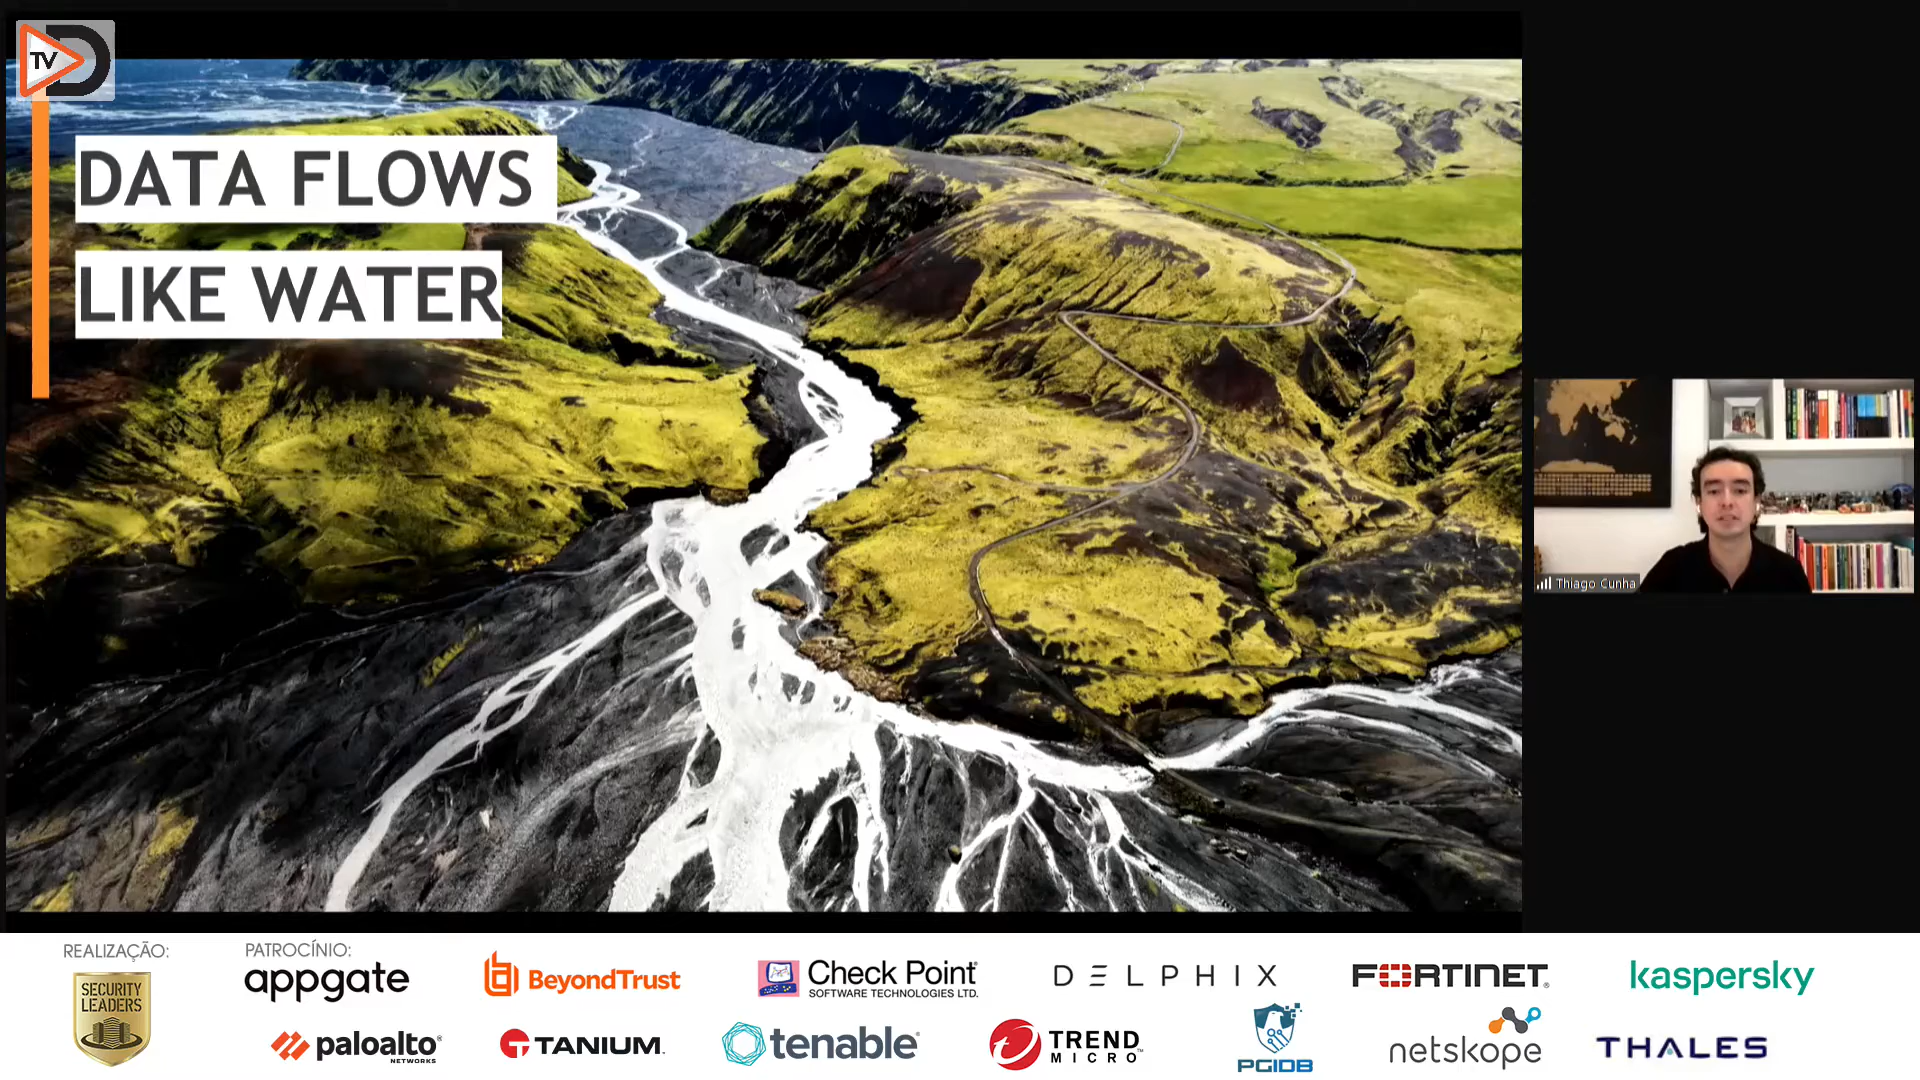 TV D
DATA FLOWS
LIKE WATER
Thiago Cunha
REALIZAÇÃO:
SECURITY
LEADERS
PATROCÍNIO:
appgate
BeyondTrust
Check Point
SOFTWARE TECHNOLOGIES LTD.
DELPHIX
FORTINET
kaspersky
paloalto
NETWORKS
TANIUM
tenable
TREND
MICRO
PGIDB
netskope
THALES